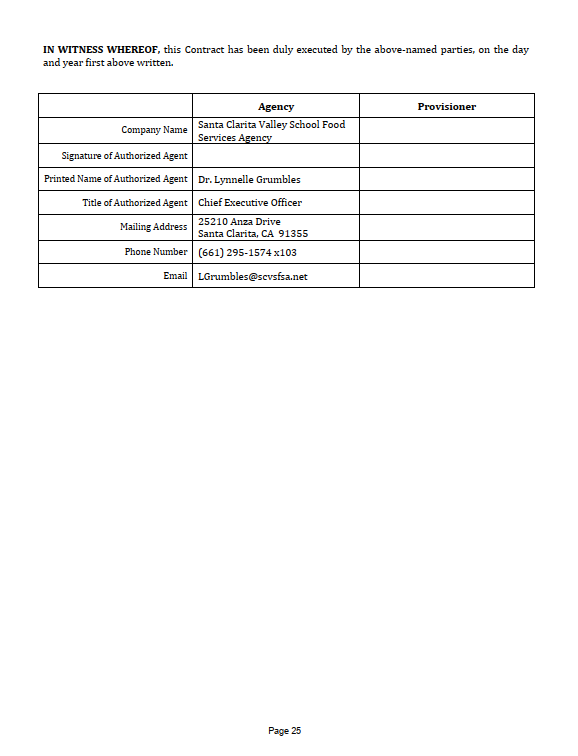 IN WITNESS WHEREOF, this Contract has been duly executed by the above-named parties, on the day
and year first above written.
Agency Provisioner
Company Name Santa Clarita Valley School Food
Services Agency
Signature of Authorized Agent
Printed Name of Authorized Agent Dr. Lynnelle Grumbles
Title of Authorized Agent Chief Executive Officer
Mailing Address 25210 Anza Drive
Santa Clarita, CA 91355
Phone Number (661) 295-1574 x103
Email LGrumbles@scvsfsa.net
Page 25